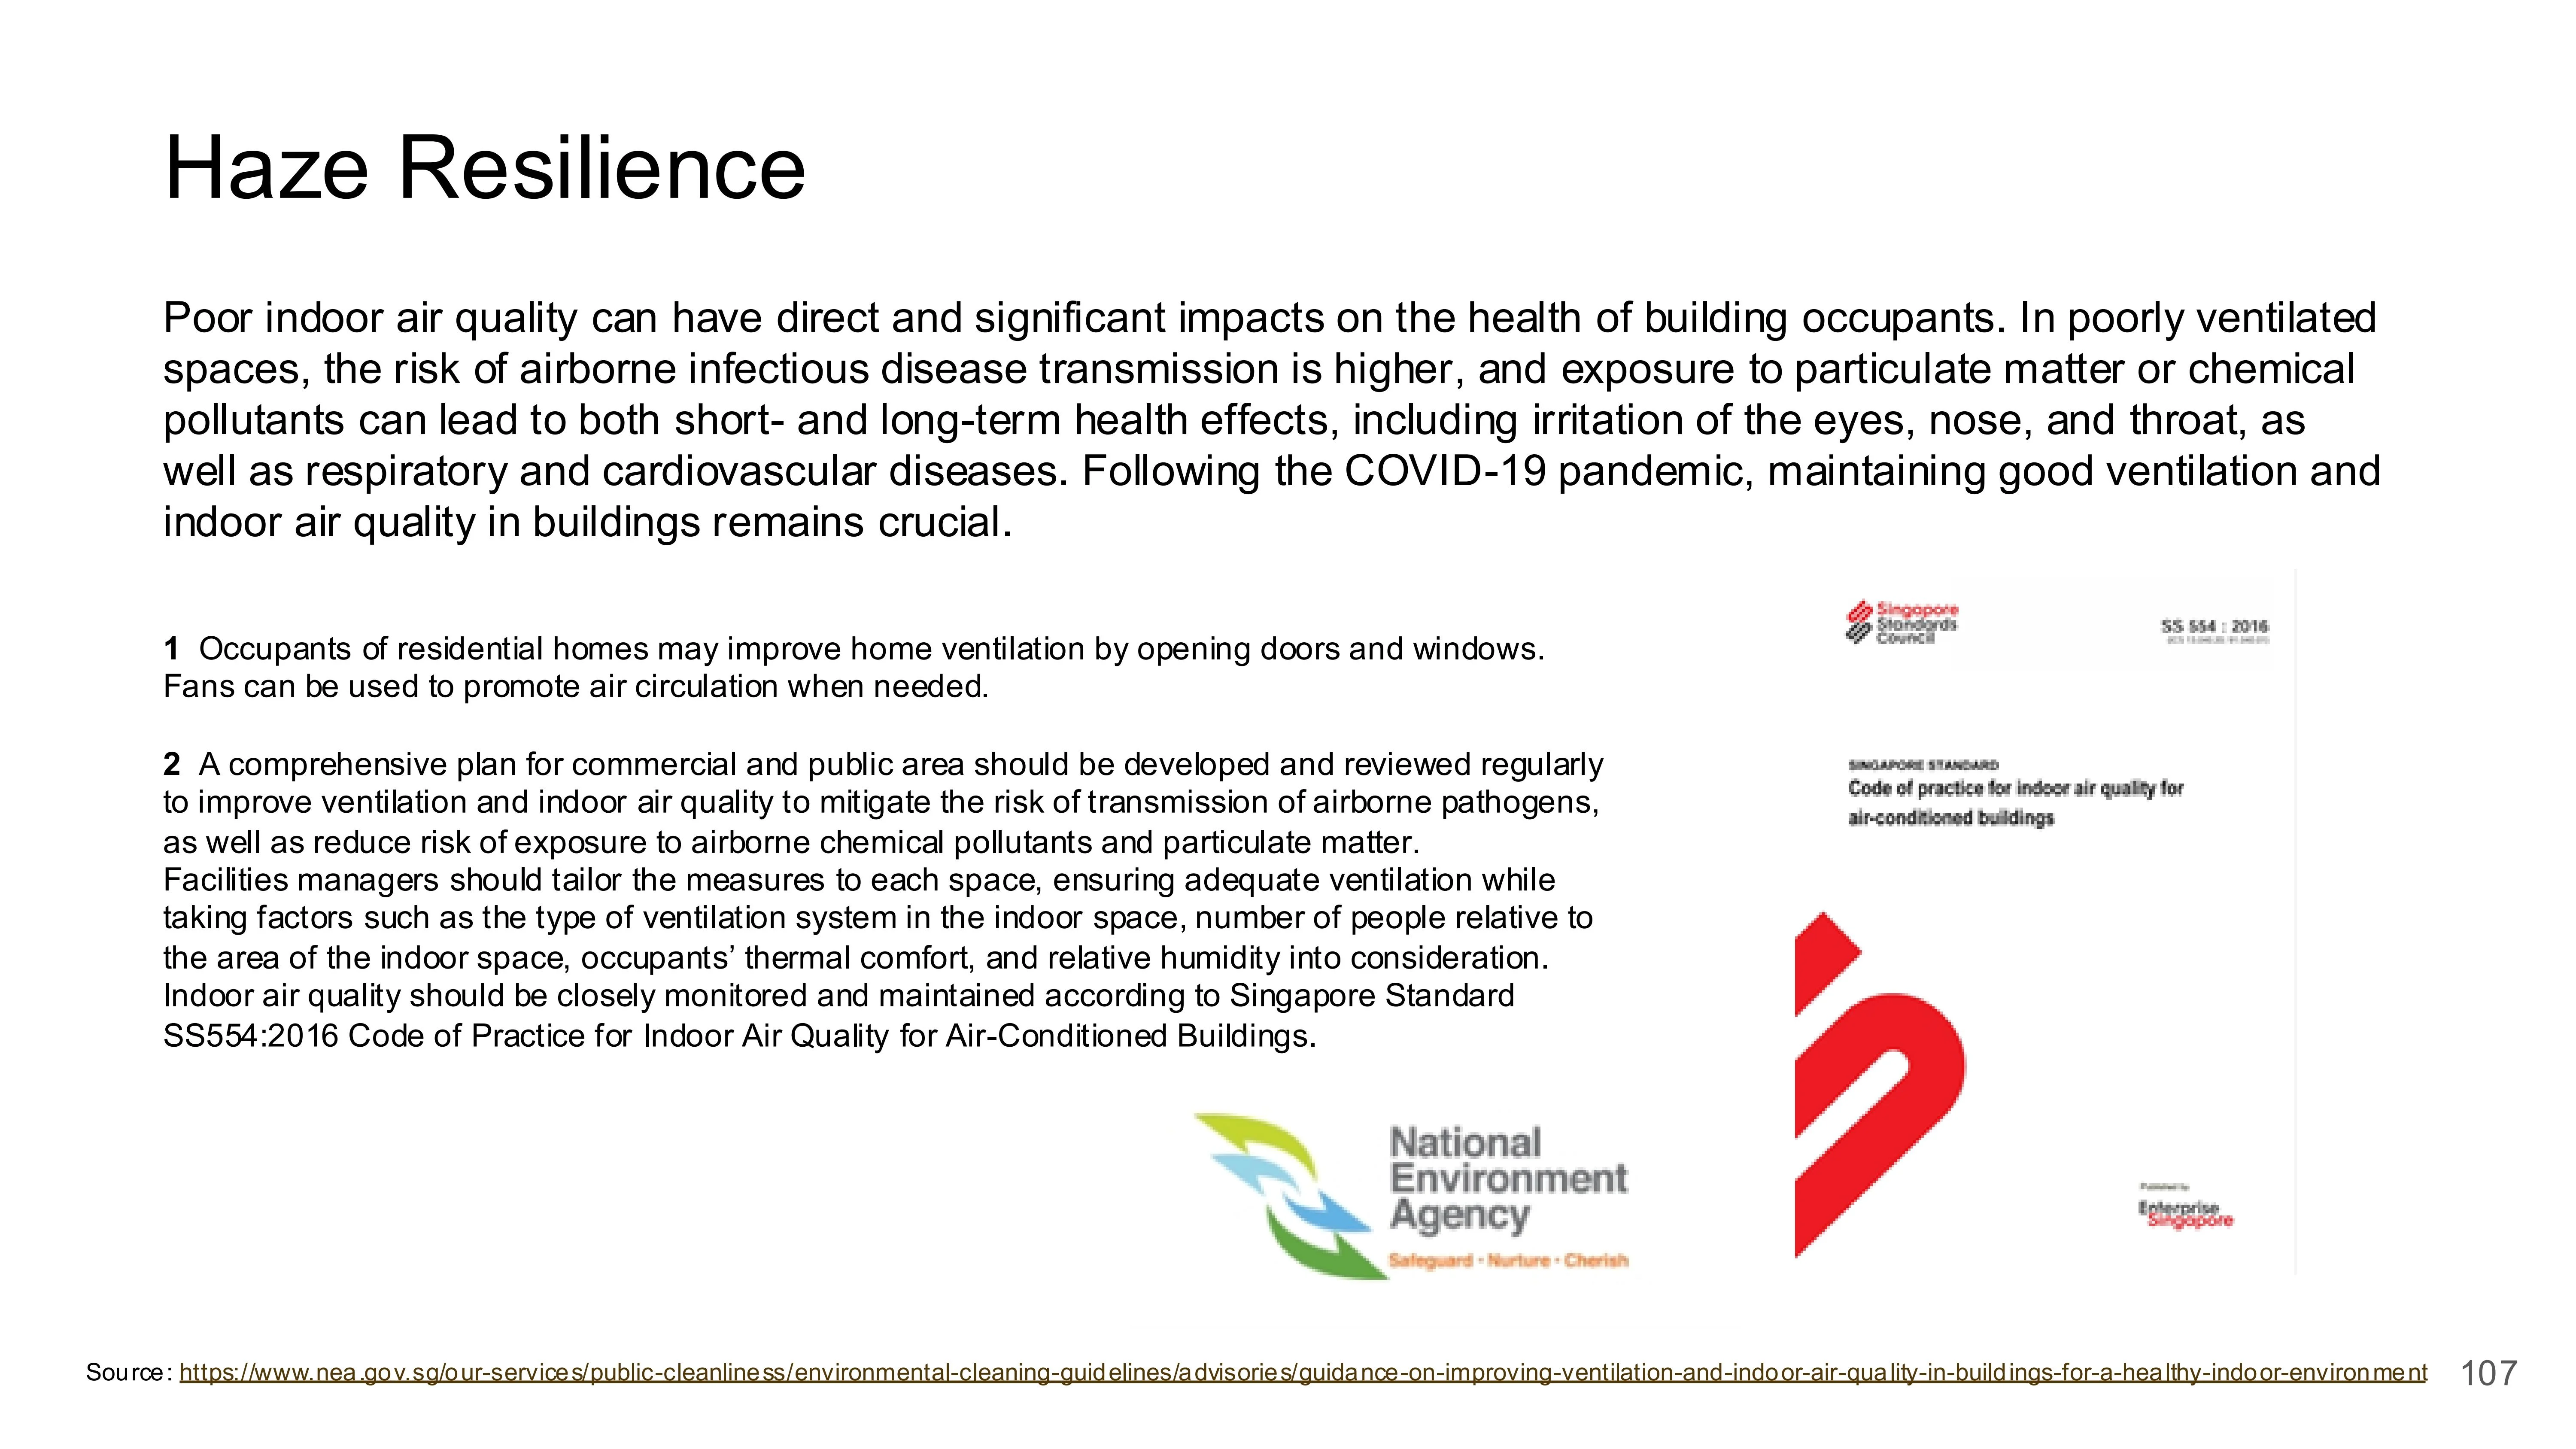 Haze Resilience
Poor indoor air quality can have direct and significant impacts on the health of building occupants. In poorly ventilated
spaces, the risk of airborne infectious disease transmission is higher, and exposure to particulate matter or chemical
pollutants can lead to both short- and long-term health effects, including irritation of the eyes, nose, and throat, as
well as respiratory and cardiovascular diseases. Following the COVID-19 pandemic, maintaining good ventilation and
indoor air quality in buildings remains crucial.
1 Occupants of residential homes may improve home ventilation by opening doors and windows.
Fans can be used to promote air circulation when needed.
2 A comprehensive plan for commercial and public area should be developed and reviewed regularly
to improve ventilation and indoor air quality to mitigate the risk of transmission of airborne pathogens,
as well as reduce risk of exposure to airborne chemical pollutants and particulate matter.
Facilities managers should tailor the measures to each space, ensuring adequate ventilation while
taking factors such as the type of ventilation system in the indoor space, number of people relative to
the area of the indoor space, occupants’ thermal comfort, and relative humidity into consideration.
Indoor air quality should be closely monitored and maintained according to Singapore Standard
SS554:2016 Code of Practice for Indoor Air Quality for Air-Conditioned Buildings.
Singapore
Standards
Council
SS 554 : 2016
SINGAPORE STANDARD
Code of practice for indoor air quality for
air-conditioned buildings
Published by
Enterprise
Singapore
National
Environment
Agency
Safeguard · Nurture · Cherish
Source: https://www.nea.gov.sg/our-services/public-cleanliness/environmental-cleaning-guidelines/advisories/guidance-on-improving-ventilation-and-indoor-air-quality-in-buildings-for-a-healthy-indoor-environment
107